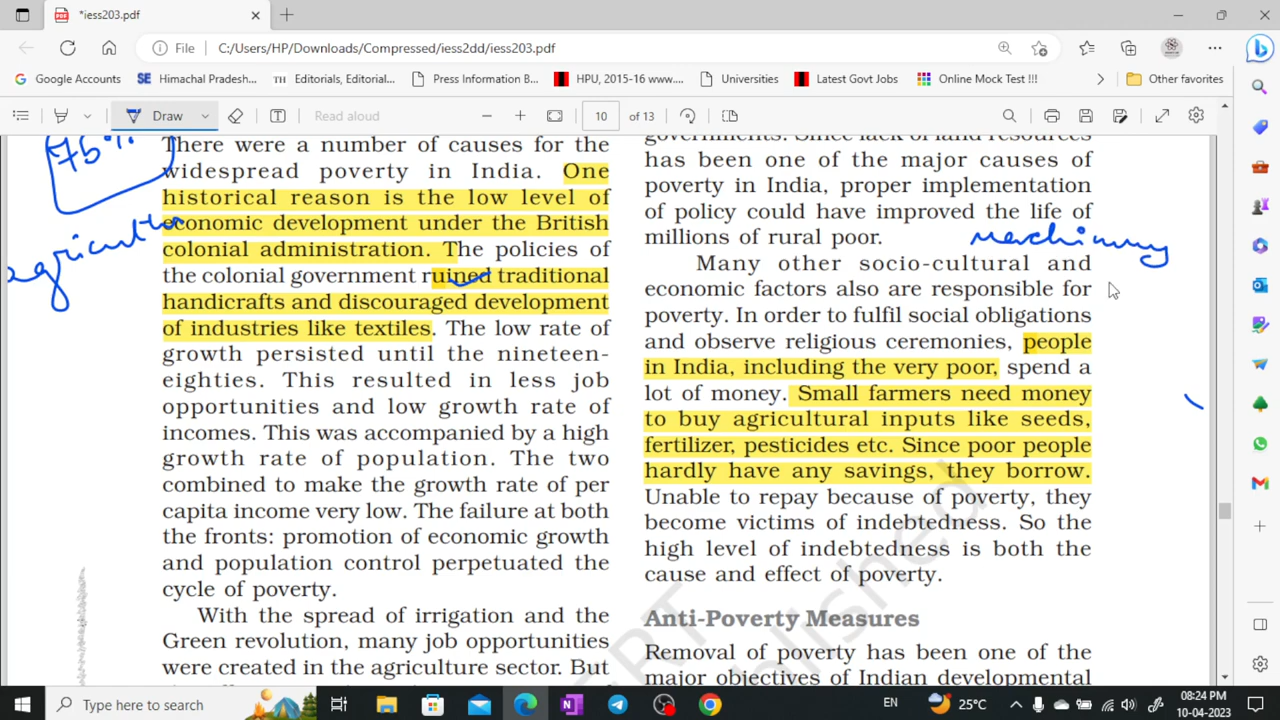 *iess203.pdf
File
C:/Users/HP/Downloads/Compressed/iess2dd/iess203.pdf
Google Accounts
SE Himachal Pradesh...
TH Editorials, Editorial...
Press Information B...
HPU, 2015-16 www....
Universities
Latest Govt Jobs
Online Mock Test !!!
Other favorites
Draw
Read aloud
10 of 13
75%
agriculture
There were a number of causes for the
widespread poverty in India. One
historical reason is the low level of
economic development under the British
colonial administration. The policies of
the colonial government ruined traditional
handicrafts and discouraged development
of industries like textiles. The low rate of
growth persisted until the nineteen-
eighties. This resulted in less job
opportunities and low growth rate of
incomes. This was accompanied by a high
growth rate of population. The two
combined to make the growth rate of per
capita income very low. The failure at both
the fronts: promotion of economic growth
and population control perpetuated the
cycle of poverty.
With the spread of irrigation and the
Green revolution, many job opportunities
were created in the agriculture sector. But
governments. Since lack of land resources
has been one of the major causes of
poverty in India, proper implementation
of policy could have improved the life of
millions of rural poor.
machinery
Many other socio-cultural and
economic factors also are responsible for
poverty. In order to fulfil social obligations
and observe religious ceremonies, people
in India, including the very poor, spend a
lot of money. Small farmers need money
to buy agricultural inputs like seeds,
fertilizer, pesticides etc. Since poor people
hardly have any savings, they borrow.
Unable to repay because of poverty, they
become victims of indebtedness. So the
high level of indebtedness is both the
cause and effect of poverty.
Anti-Poverty Measures
Removal of poverty has been one of the
major objectives of Indian developmental
Type here to search
EN
25°C
08:24 PM
10-04-2023